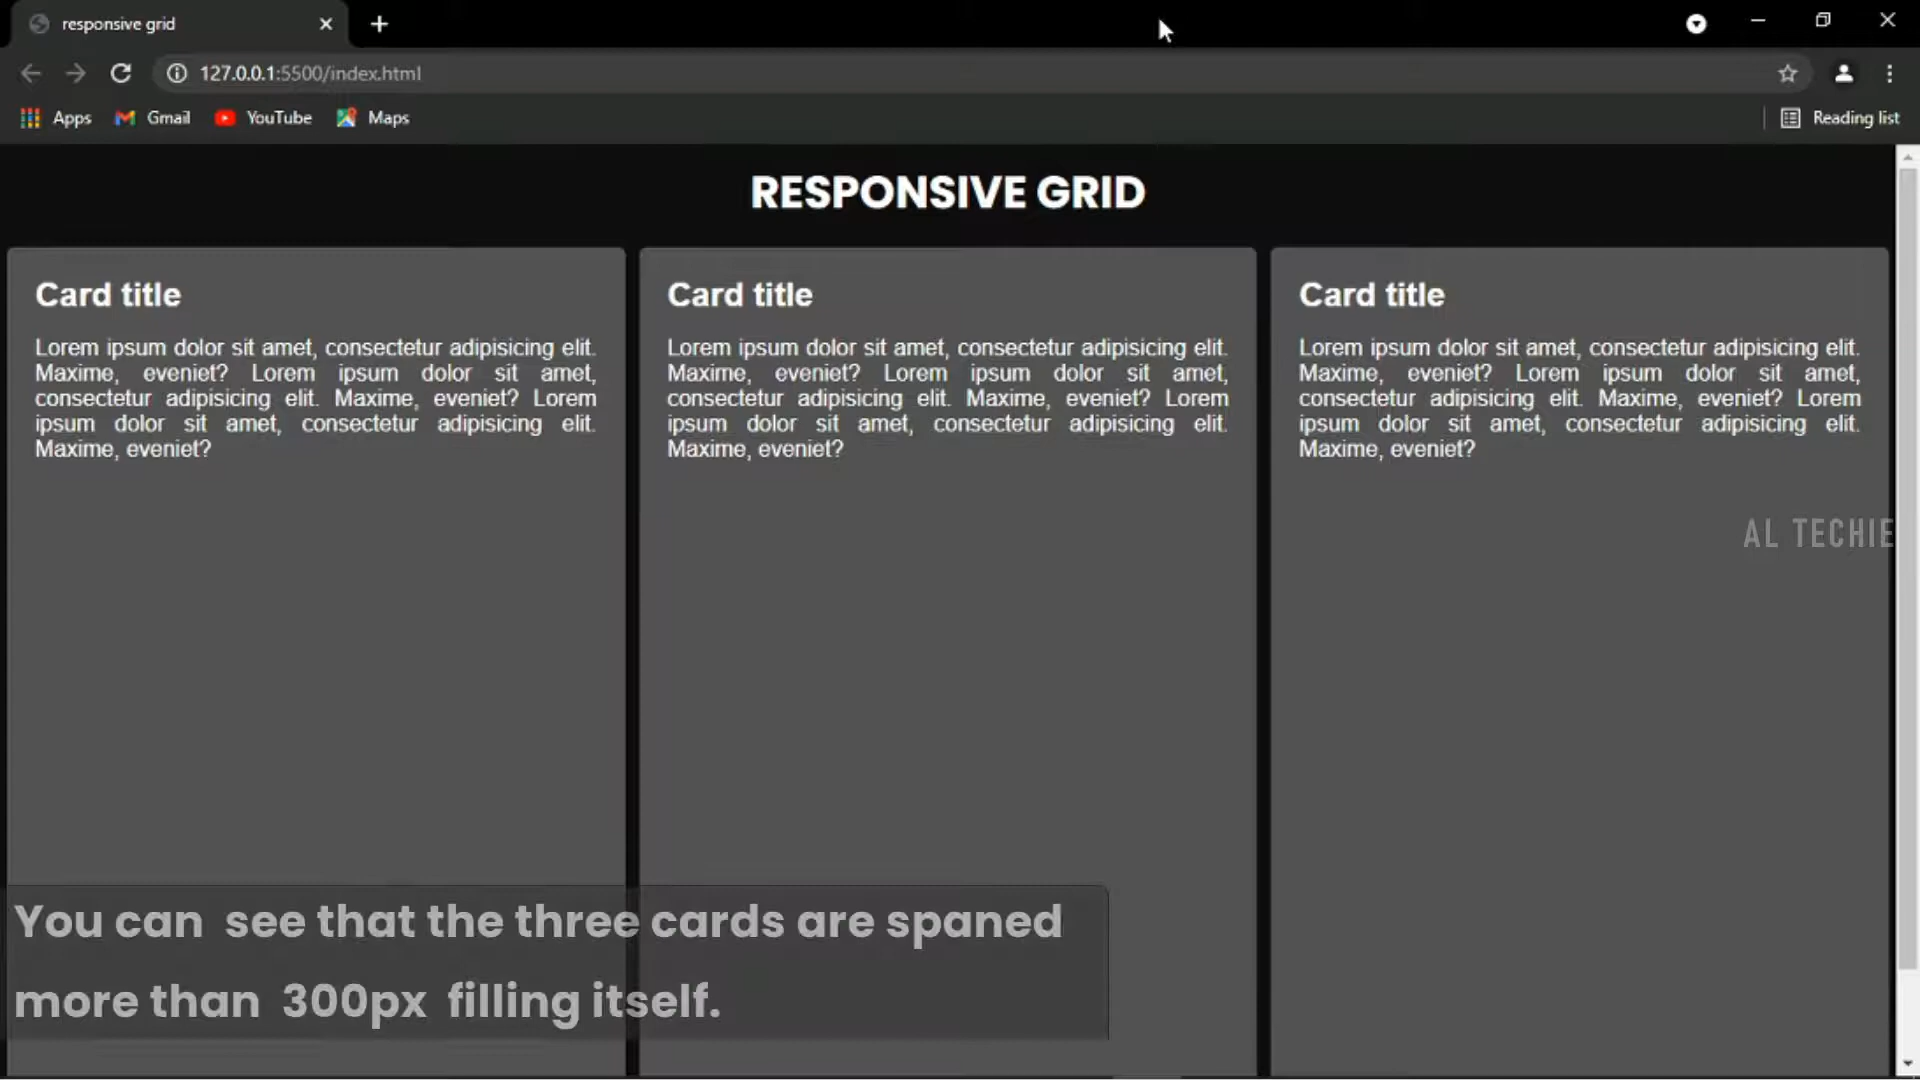 responsive grid
127.0.0.1:5500/index.html
Apps Gmail YouTube Maps Reading list
RESPONSIVE GRID
Card title
Lorem ipsum dolor sit amet, consectetur adipisicing elit.
Maxime, eveniet? Lorem ipsum dolor sit amet,
consectetur adipisicing elit. Maxime, eveniet? Lorem
ipsum dolor sit amet, consectetur adipisicing elit.
Maxime, eveniet?
Card title
Lorem ipsum dolor sit amet, consectetur adipisicing elit.
Maxime, eveniet? Lorem ipsum dolor sit amet,
consectetur adipisicing elit. Maxime, eveniet? Lorem
ipsum dolor sit amet, consectetur adipisicing elit.
Maxime, eveniet?
Card title
Lorem ipsum dolor sit amet, consectetur adipisicing elit.
Maxime, eveniet? Lorem ipsum dolor sit amet,
consectetur adipisicing elit. Maxime, eveniet? Lorem
ipsum dolor sit amet, consectetur adipisicing elit.
Maxime, eveniet?
AL TECHIE
You can see that the three cards are spaned
more than 300px filling itself.